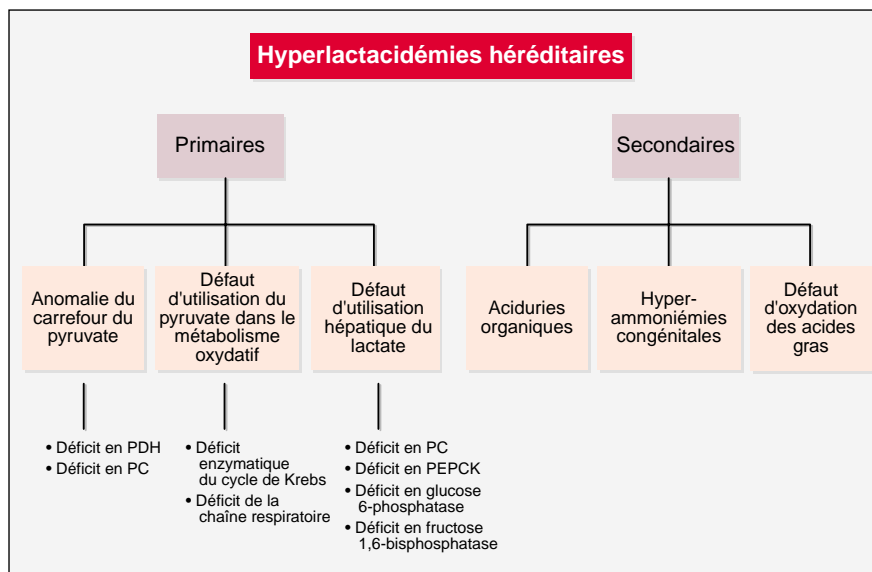 Hyperlactacidémies héréditaires
Primaires
Secondaires
Anomalie du
carrefour du
pyruvate
Défaut
d'utilisation du
pyruvate dans le
métabolisme
oxydatif
Défaut
d'utilisation
hépatique du
lactate
Aciduries
organiques
Hyper-
ammoniémies
congénitales
Défaut
d'oxydation
des acides
gras
• Déficit en PDH
• Déficit en PC
• Déficit
enzymatique
du cycle de Krebs
• Déficit de la
chaîne respiratoire
• Déficit en PC
• Déficit en PEPCK
• Déficit en glucose
6-phosphatase
• Déficit en fructose
1,6-bisphosphatase